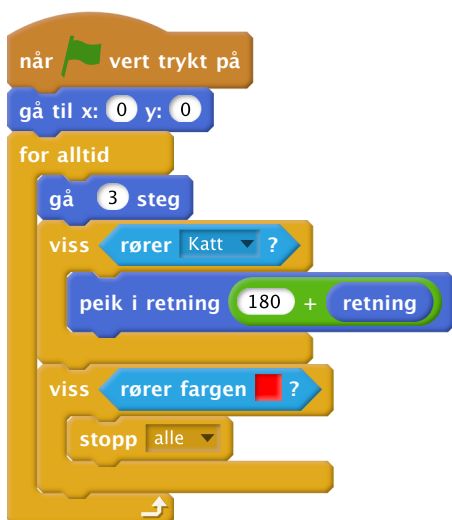 når vert trykt på
gå til x: 0 y: 0
for alltid
gå 3 steg
viss rører Katt ?
peik i retning 180 + retning
viss rører fargen ?
stopp alle